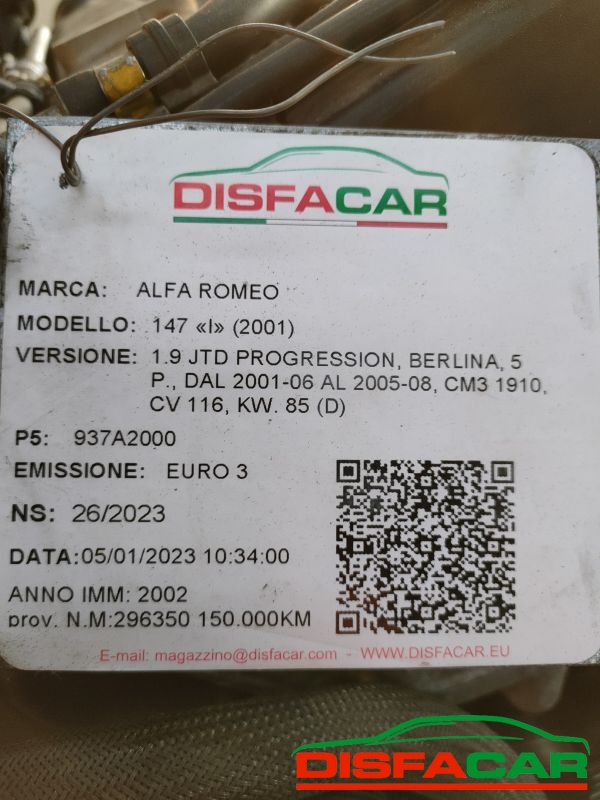 DISFACAR
MARCA: ALFA ROMEO
MODELLO: 147 «I» (2001)
VERSIONE: 1.9 JTD PROGRESSION, BERLINA, 5
P., DAL 2001-06 AL 2005-08, CM3 1910,
CV 116, KW. 85 (D)
P5: 937A2000
EMISSIONE: EURO 3
NS: 26/2023
DATA:05/01/2023 10:34:00
ANNO IMM: 2002
prov. N.M:296350 150.000KM
E-mail: magazzino@disfacar.com - WWW.DISFACAR.EU
DISFACAR